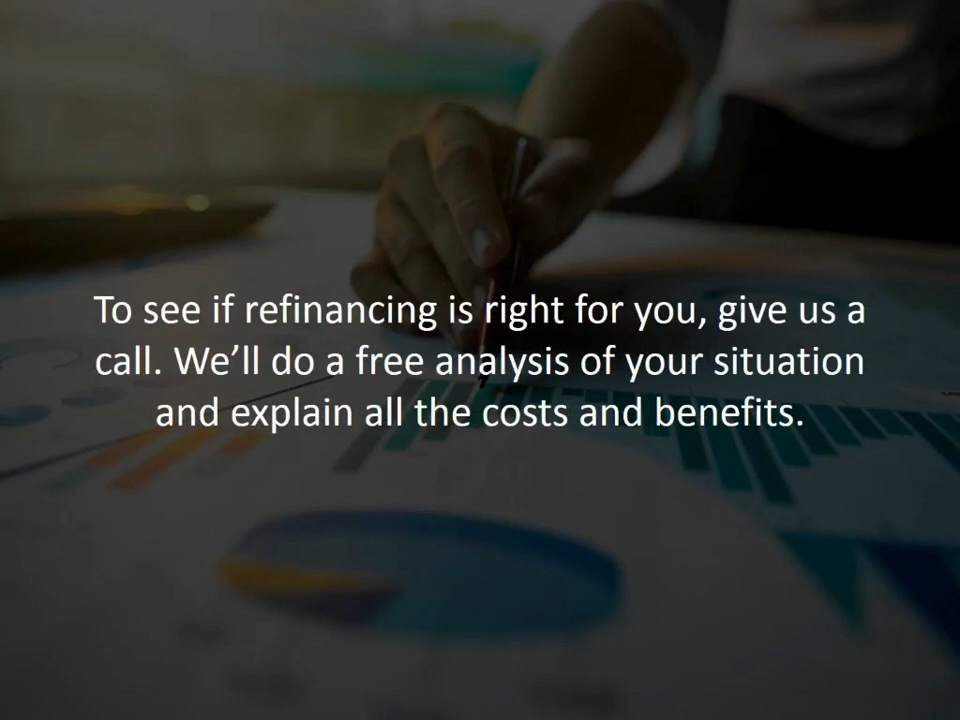 To see if refinancing is right for you, give us a
call. We’ll do a free analysis of your situation
and explain all the costs and benefits.